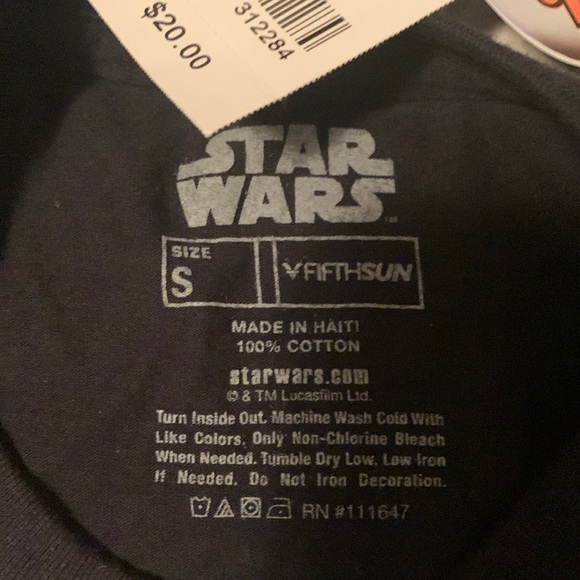 312284
$20.00
STAR
WARS
TM
SIZE
S
FIFTHSUN
MADE IN HAITI
100% COTTON
starwars.com
© & TM Lucasfilm Ltd.
Turn Inside Out. Machine Wash Cold With
Like Colors. Only Non-Chlorine Bleach
When Needed. Tumble Dry Low. Low Iron
If Needed. Do Not Iron Decoration.
RN #111647